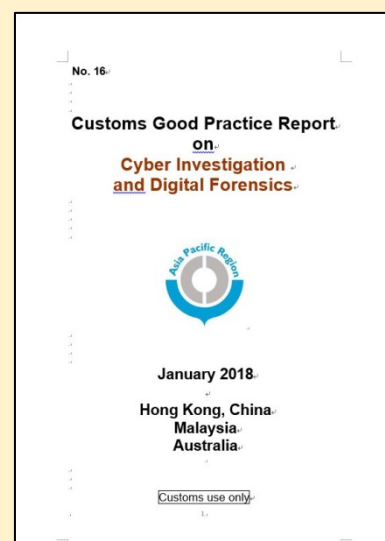 No. 16
Customs Good Practice Report
on
Cyber Investigation
and Digital Forensics
Asia Pacific Region
January 2018
Hong Kong, China
Malaysia
Australia
Customs use only
1